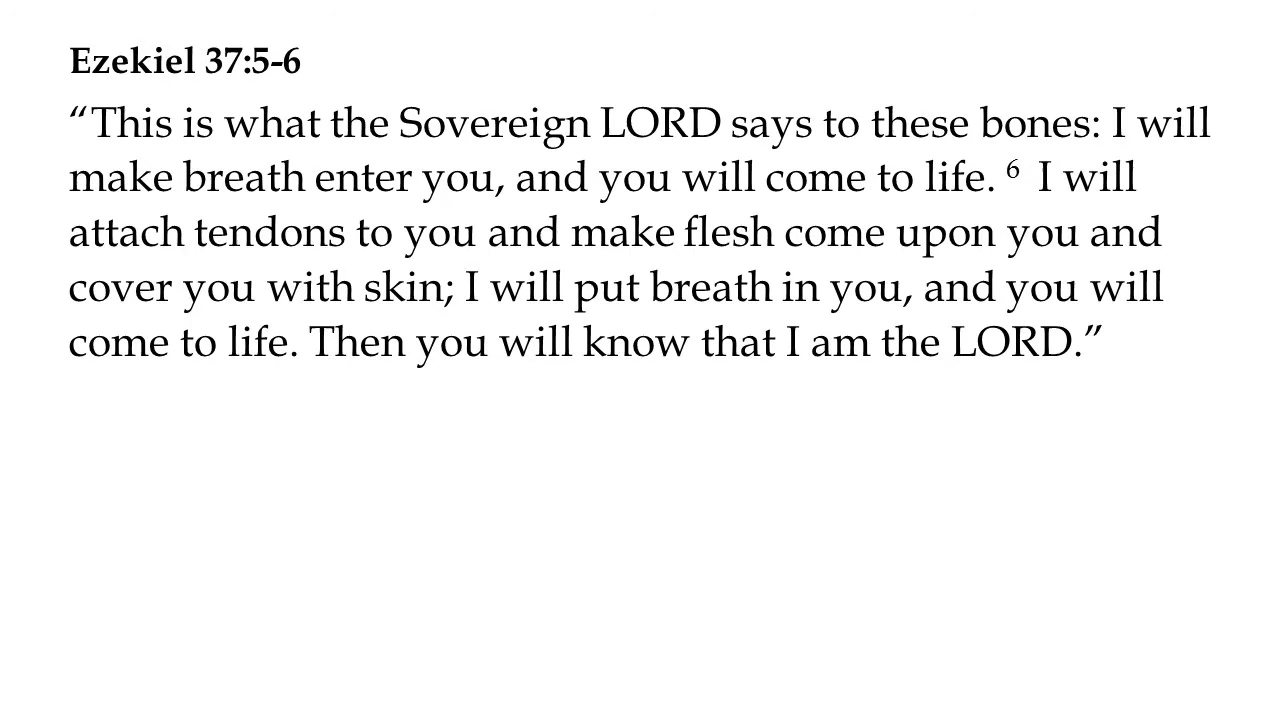 Ezekiel 37:5-6
“This is what the Sovereign LORD says to these bones: I will
make breath enter you, and you will come to life. ⁶ I will
attach tendons to you and make flesh come upon you and
cover you with skin; I will put breath in you, and you will
come to life. Then you will know that I am the LORD.”